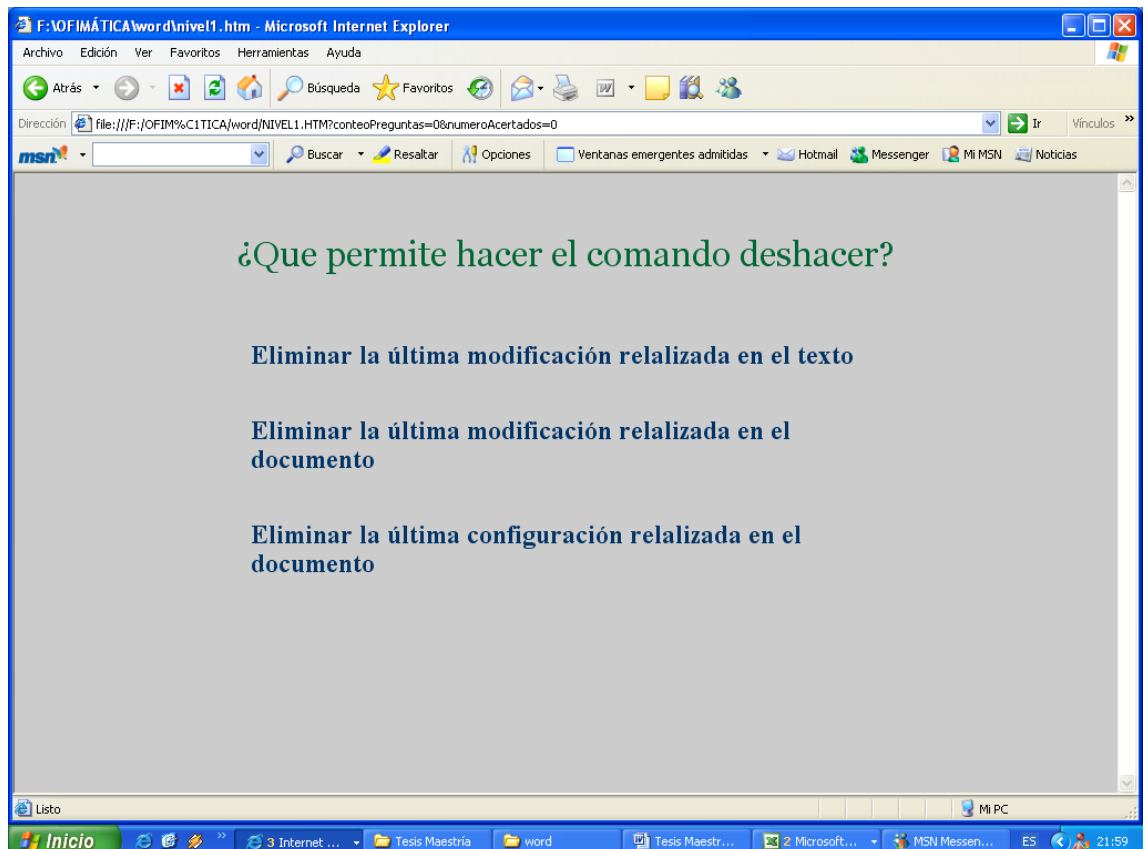 F:\OFIMÁTICA\word\nivel1.htm - Microsoft Internet Explorer
Archivo Edición Ver Favoritos Herramientas Ayuda
Atrás Búsqueda Favoritos
Dirección file:///F:/OFIM%C1TICA/word/NIVEL1.HTM?conteoPreguntas=0&numeroAcertados=0 Ir Vínculos »
msn Buscar Resaltar Opciones Ventanas emergentes admitidas Hotmail Messenger Mi MSN Noticias
¿Que permite hacer el comando deshacer?
Eliminar la última modificación relalizada en el texto
Eliminar la última modificación relalizada en el
documento
Eliminar la última configuración relalizada en el
documento
Listo Mi PC
Inicio » 3 Internet ... Tesis Maestría word Tesis Maestr... 2 Microsoft... MSN Messen... ES 21:59